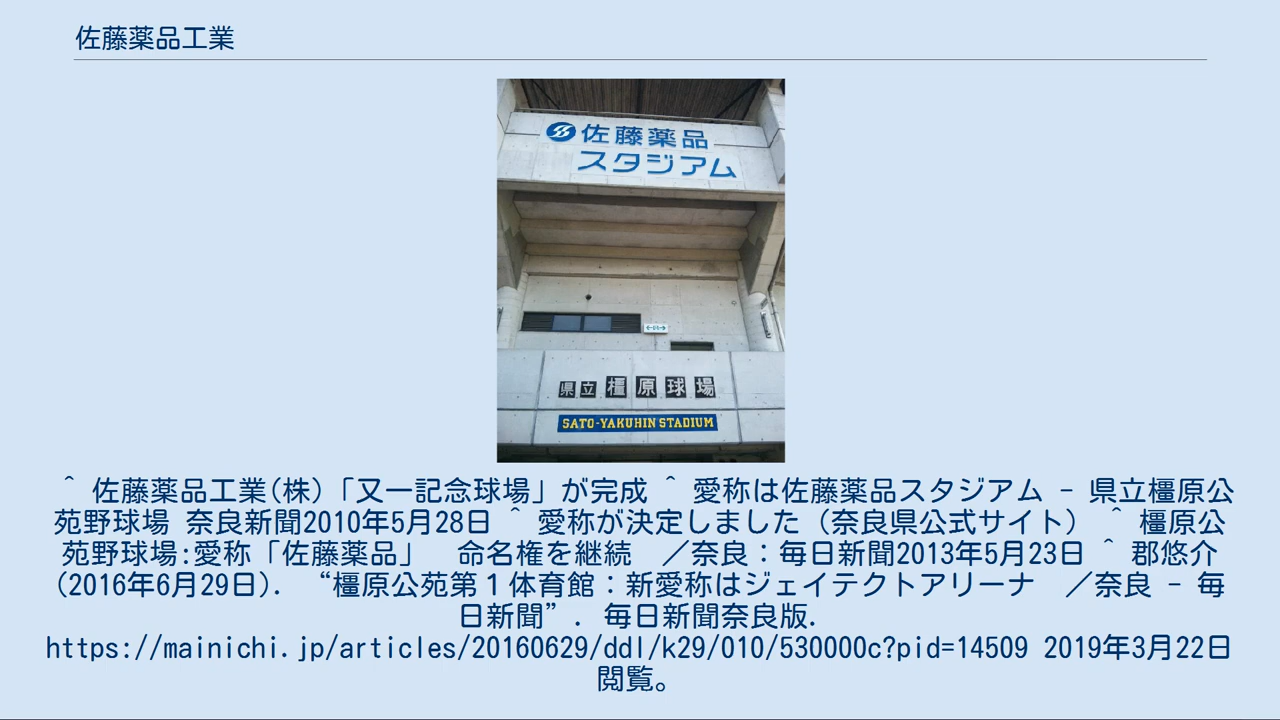 佐藤薬品工業
佐藤薬品
スタジアム
県立橿原球場
SATO-YAKUHIN STADIUM
^ 佐藤薬品工業(株)「又一記念球場」が完成 ^ 愛称は佐藤薬品スタジアム - 県立橿原公
苑野球場 奈良新聞2010年5月28日 ^ 愛称が決定しました（奈良県公式サイト） ^ 橿原公
苑野球場:愛称「佐藤薬品」　命名権を継続　／奈良：毎日新聞2013年5月23日 ^ 郡悠介
(2016年6月29日). “橿原公苑第１体育館：新愛称はジェイテクトアリーナ　／奈良 - 毎
日新聞”. 毎日新聞奈良版.
https://mainichi.jp/articles/20160629/ddl/k29/010/530000c?pid=14509 2019年3月22日
閲覧。